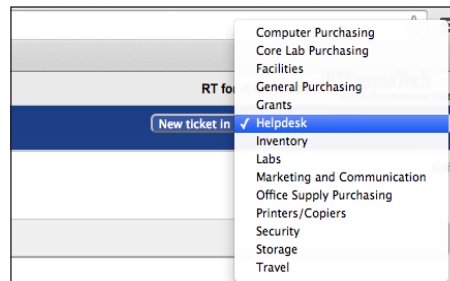 Computer Purchasing
Core Lab Purchasing
Facilities
RT for
General Purchasing
Grants
New ticket in ✓ Helpdesk
Inventory
Labs
Marketing and Communication
Office Supply Purchasing
Printers/Copiers
Security
Storage
Travel